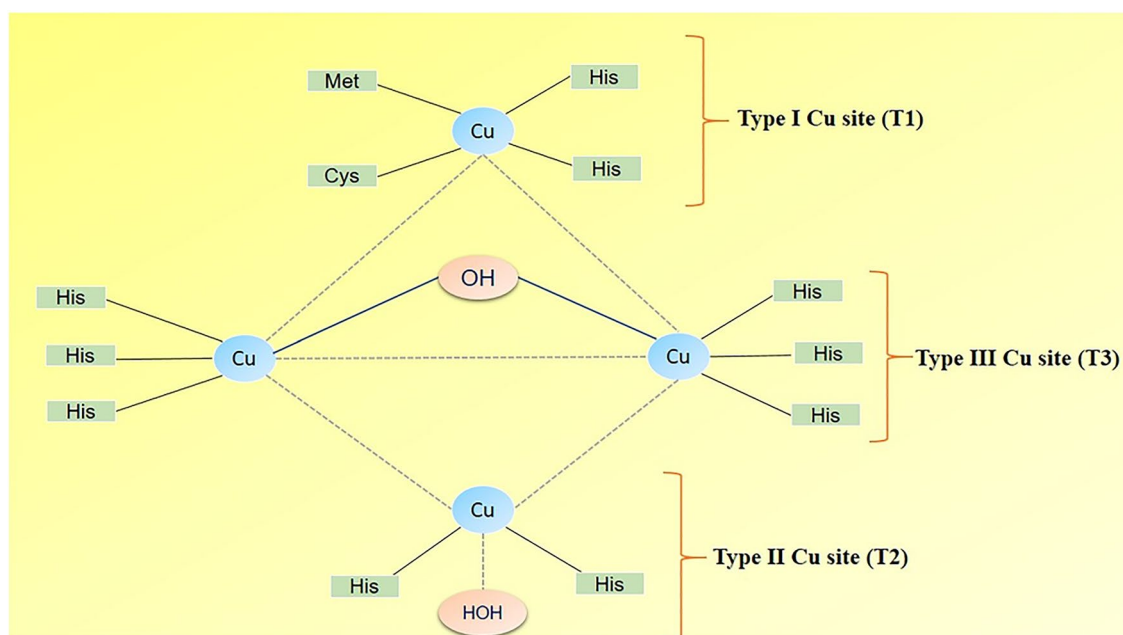 Met
His
Cu
Type I Cu site (T1)
Cys
His
OH
His
His
His
Cu
Cu
His
His
Type III Cu site (T3)
His
Cu
Type II Cu site (T2)
His
His
HOH